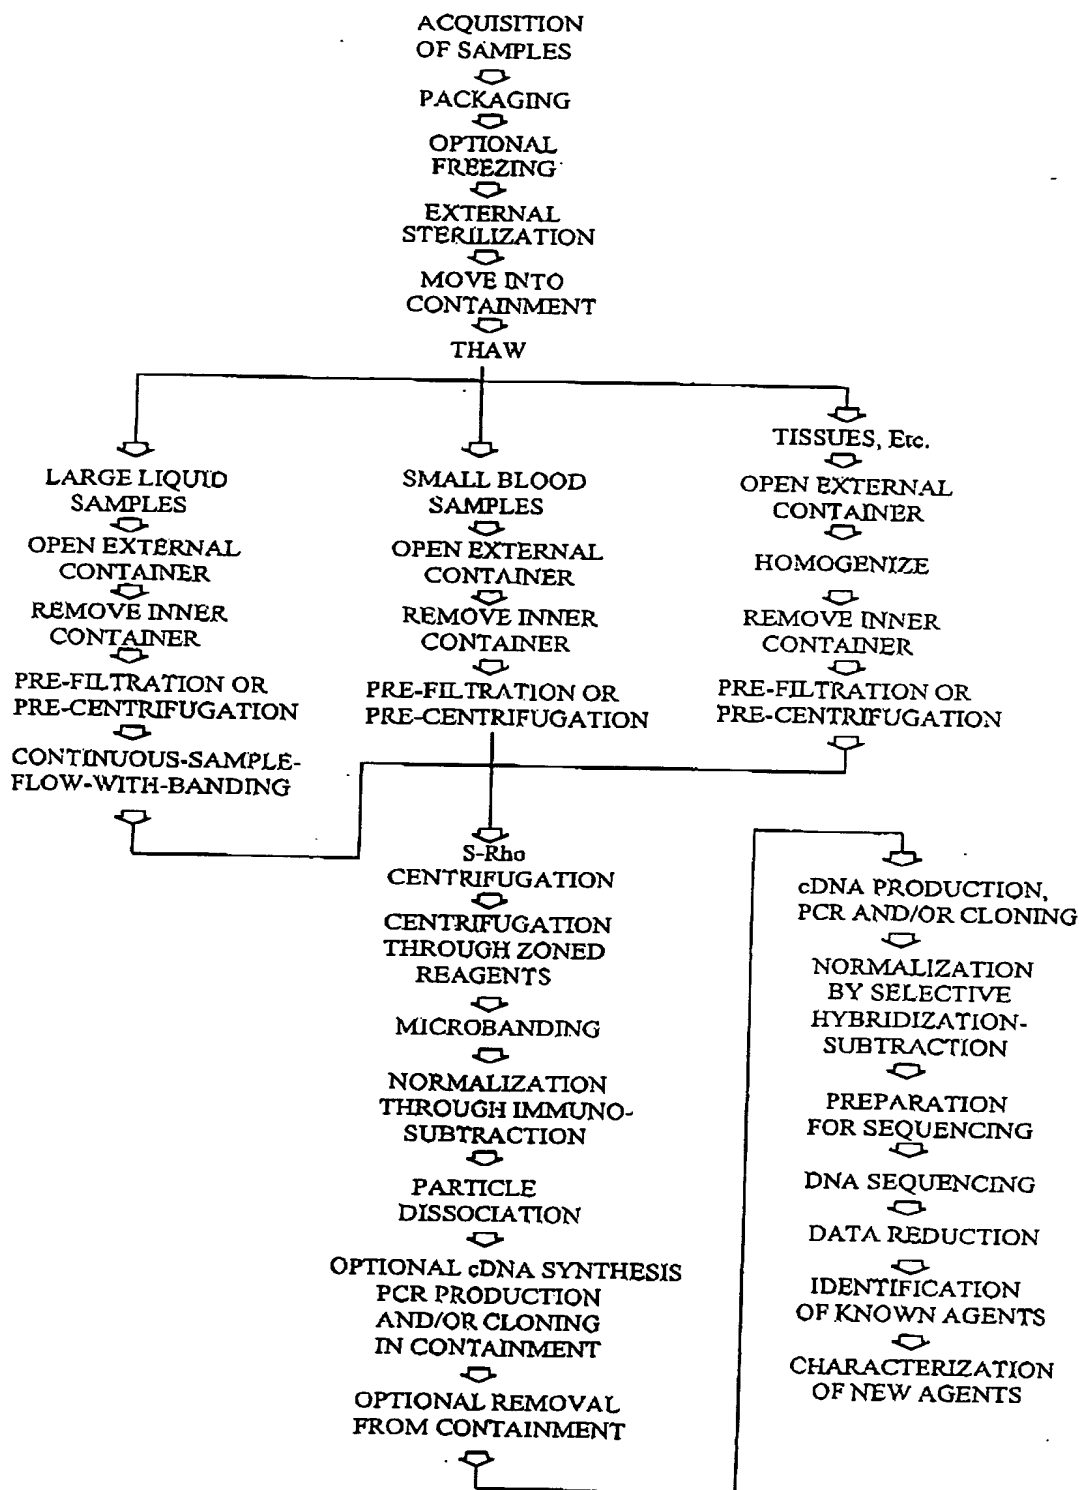 ACQUISITION
OF SAMPLES
PACKAGING
OPTIONAL
FREEZING
EXTERNAL
STERILIZATION
MOVE INTO
CONTAINMENT
THAW
LARGE LIQUID
SAMPLES
OPEN EXTERNAL
CONTAINER
REMOVE INNER
CONTAINER
PRE-FILTRATION OR
PRE-CENTRIFUGATION
CONTINUOUS-SAMPLE-
FLOW-WITH-BANDING
SMALL BLOOD
SAMPLES
OPEN EXTERNAL
CONTAINER
REMOVE INNER
CONTAINER
PRE-FILTRATION OR
PRE-CENTRIFUGATION
TISSUES, Etc.
OPEN EXTERNAL
CONTAINER
HOMOGENIZE
REMOVE INNER
CONTAINER
PRE-FILTRATION OR
PRE-CENTRIFUGATION
S-Rho
CENTRIFUGATION
CENTRIFUGATION
THROUGH ZONED
REAGENTS
MICROBANDING
NORMALIZATION
THROUGH IMMUNO-
SUBTRACTION
PARTICLE
DISSOCIATION
OPTIONAL cDNA SYNTHESIS
PCR PRODUCTION
AND/OR CLONING
IN CONTAINMENT
OPTIONAL REMOVAL
FROM CONTAINMENT
cDNA PRODUCTION,
PCR AND/OR CLONING
NORMALIZATION
BY SELECTIVE
HYBRIDIZATION-
SUBTRACTION
PREPARATION
FOR SEQUENCING
DNA SEQUENCING
DATA REDUCTION
IDENTIFICATION
OF KNOWN AGENTS
CHARACTERIZATION
OF NEW AGENTS